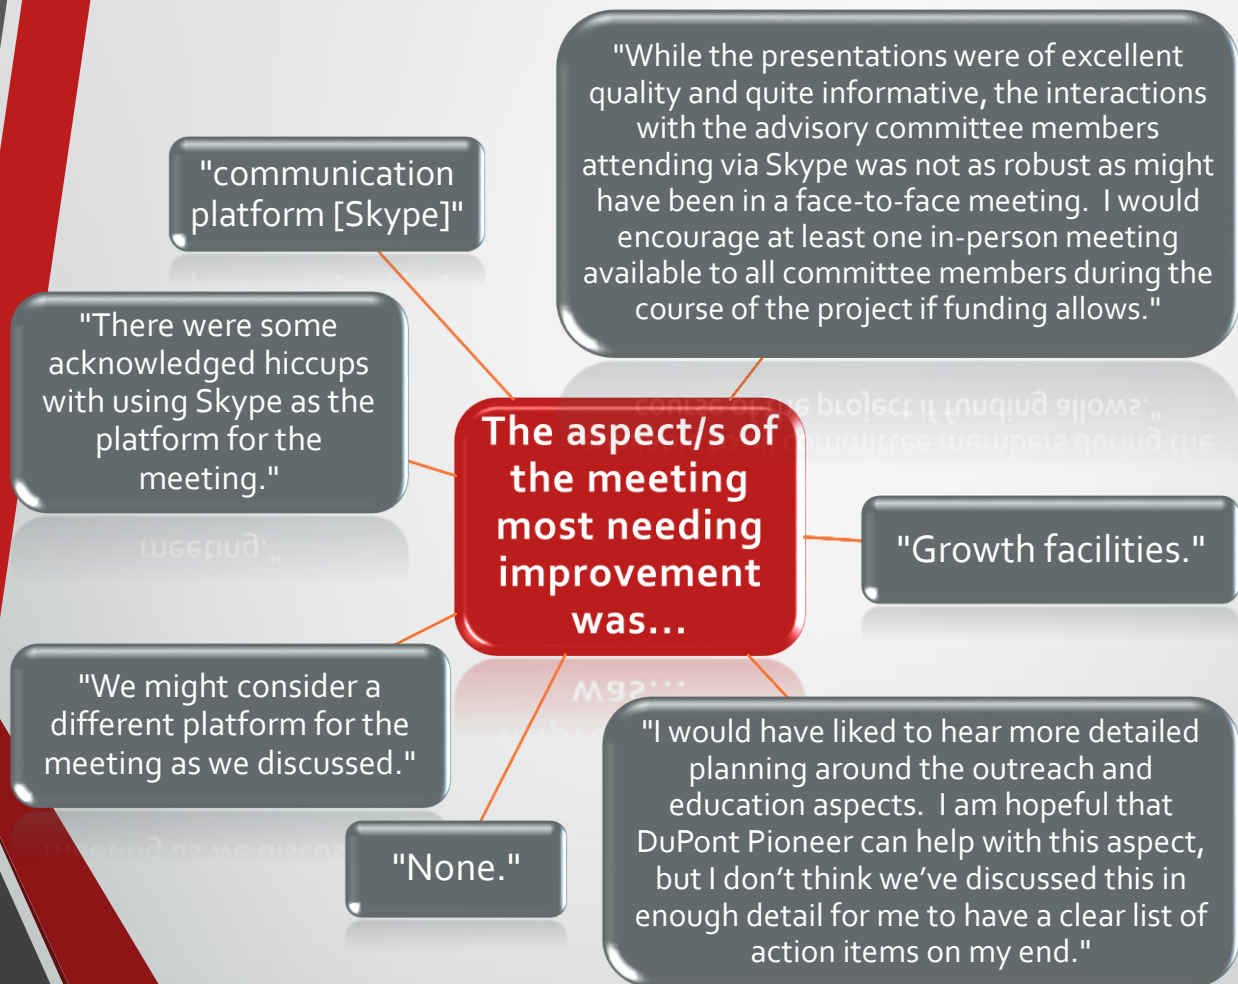 "While the presentations were of excellent
quality and quite informative, the interactions
with the advisory committee members
attending via Skype was not as robust as might
have been in a face-to-face meeting.  I would
encourage at least one in-person meeting
available to all committee members during the
course of the project if funding allows."
"communication
platform [Skype]"
"There were some
acknowledged hiccups
with using Skype as the
platform for the
meeting."
The aspect/s of
the meeting
most needing
improvement
was...
"Growth facilities."
"We might consider a
different platform for the
meeting as we discussed."
"None."
"I would have liked to hear more detailed
planning around the outreach and
education aspects.  I am hopeful that
DuPont Pioneer can help with this aspect,
but I don’t think we’ve discussed this in
enough detail for me to have a clear list of
action items on my end."